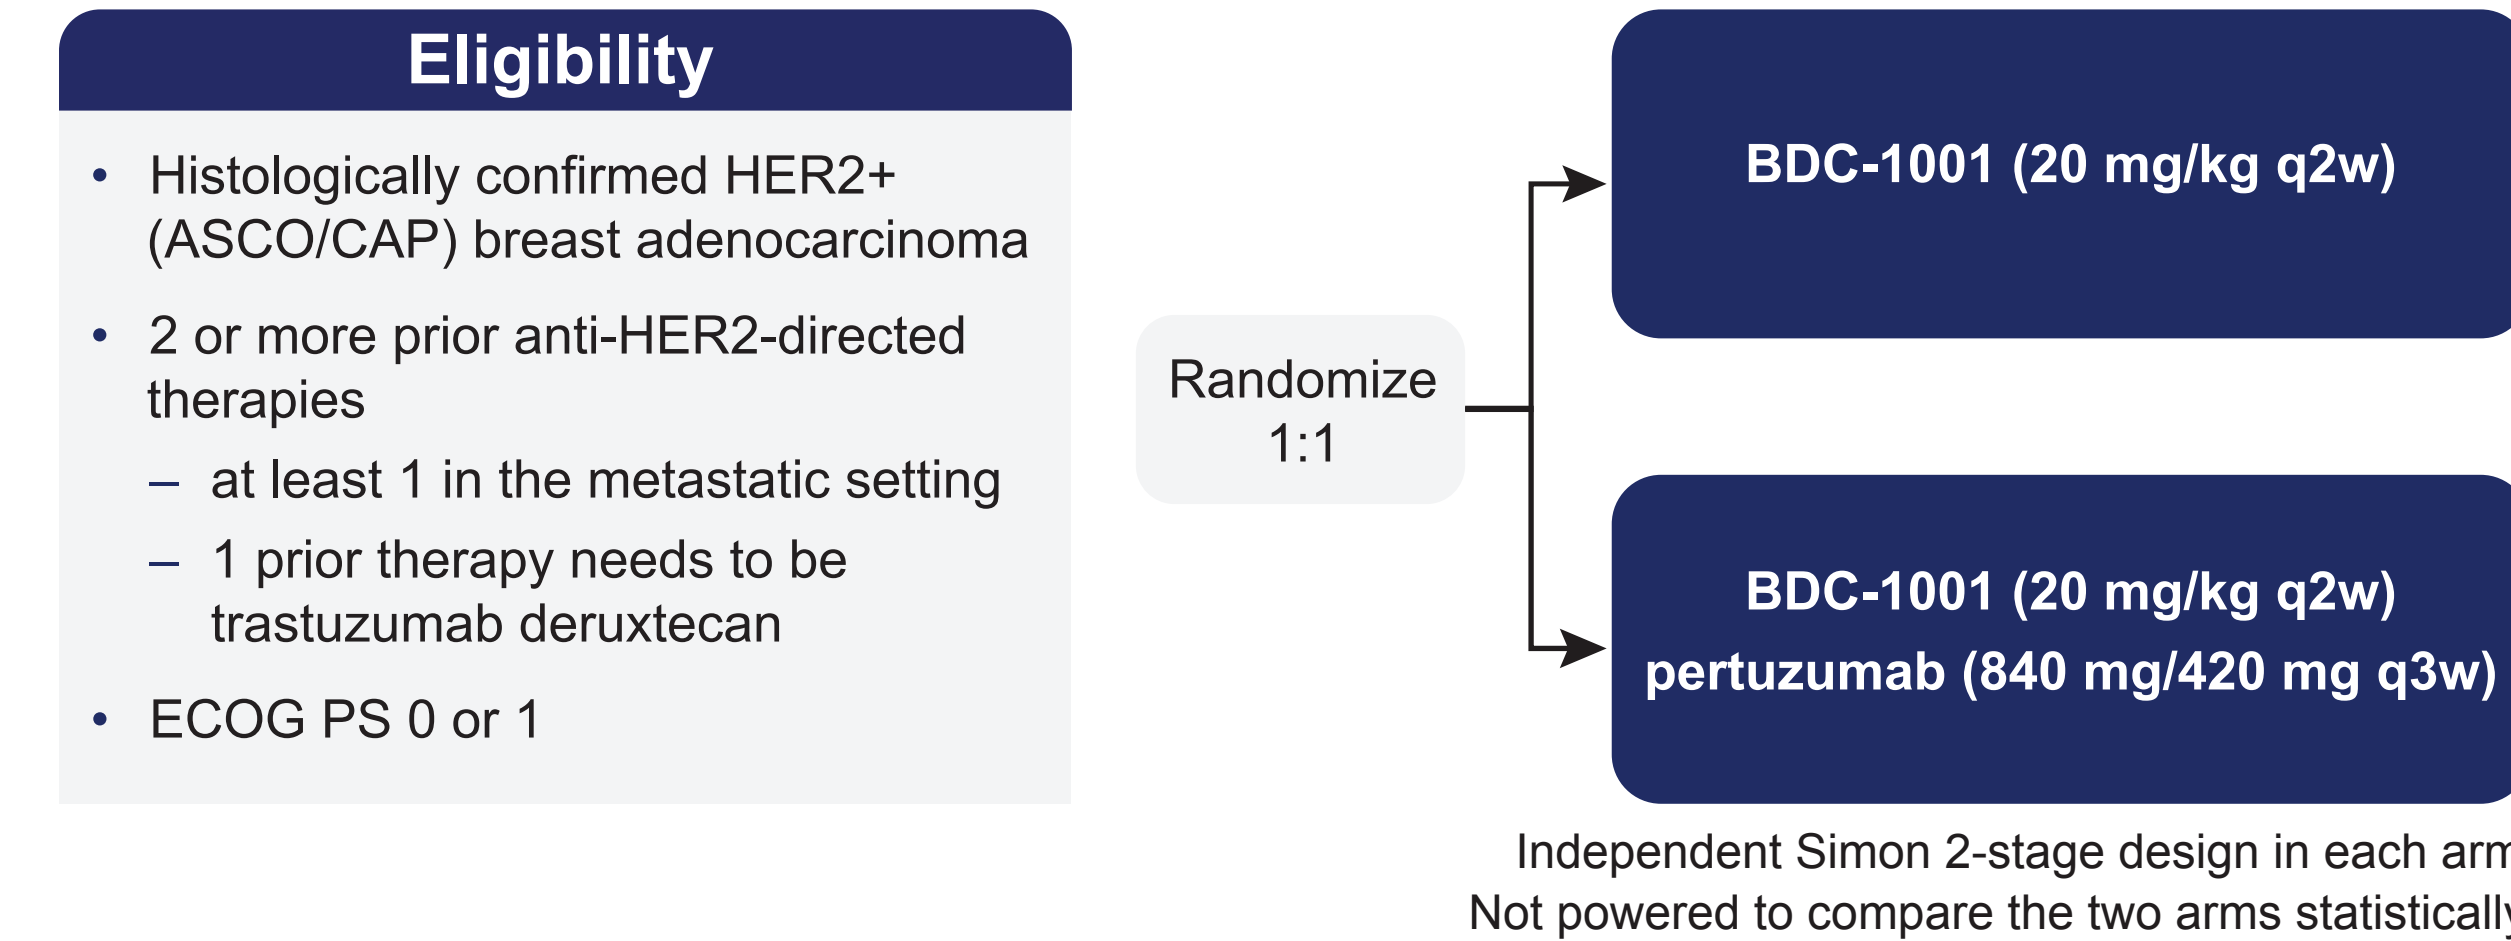 Eligibility
• Histologically confirmed HER2+
(ASCO/CAP) breast adenocarcinoma
• 2 or more prior anti-HER2-directed
therapies
– at least 1 in the metastatic setting
– 1 prior therapy needs to be
trastuzumab deruxtecan
• ECOG PS 0 or 1
Randomize
1:1
BDC-1001 (20 mg/kg q2w)
BDC-1001 (20 mg/kg q2w)
pertuzumab (840 mg/420 mg q3w)
Independent Simon 2-stage design in each arm
Not powered to compare the two arms statistically